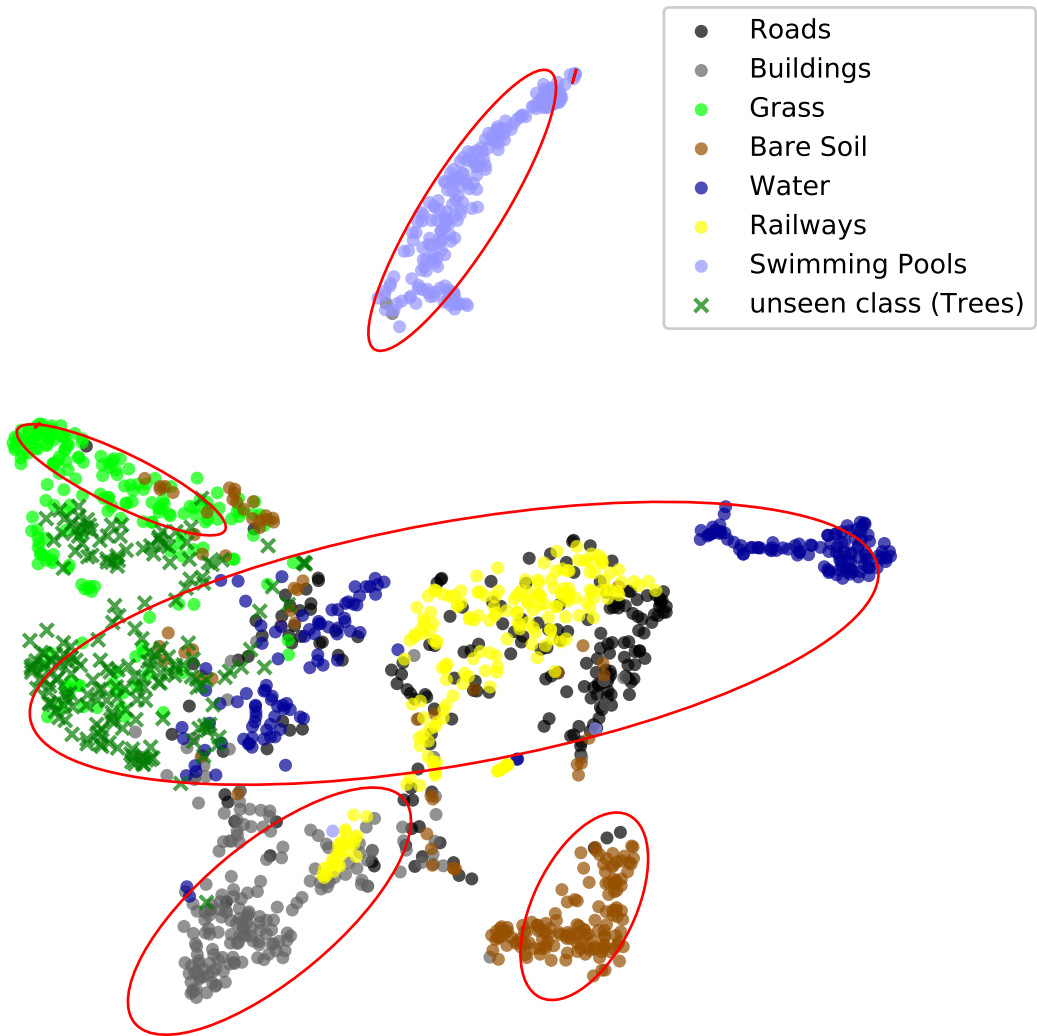 Roads
Buildings
Grass
Bare Soil
Water
Railways
Swimming Pools
unseen class (Trees)